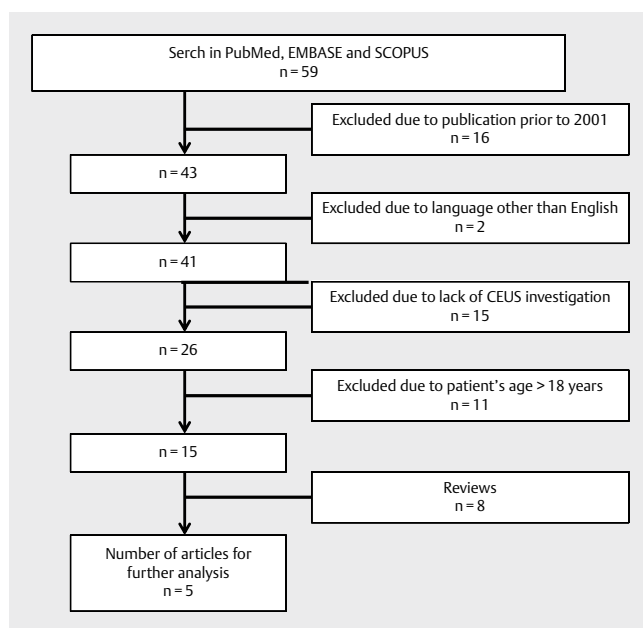 Serch in PubMed, EMBASE and SCOPUS
n = 59
Excluded due to publication prior to 2001
n = 16
n = 43
Excluded due to language other than English
n = 2
n = 41
Excluded due to lack of CEUS investigation
n = 15
n = 26
Excluded due to patient's age > 18 years
n = 11
n = 15
Reviews
n = 8
Number of articles for
further analysis
n = 5